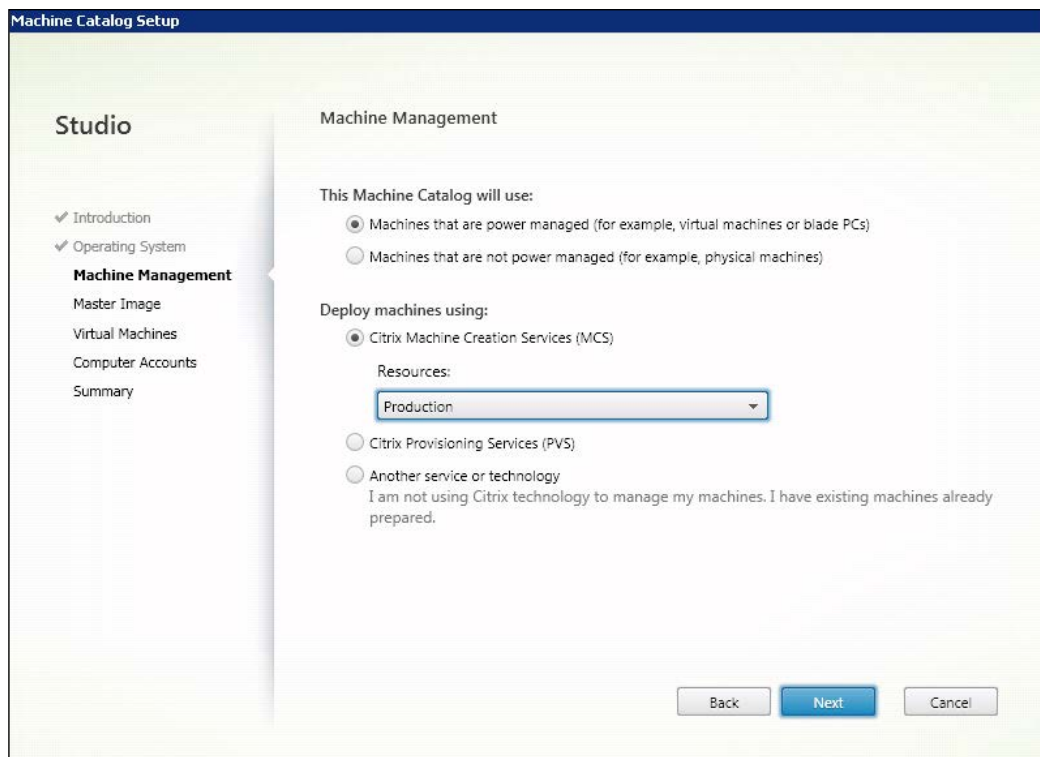 Machine Catalog Setup
Studio
Introduction
Operating System
Machine Management
Master Image
Virtual Machines
Computer Accounts
Summary
Machine Management
This Machine Catalog will use:
Machines that are power managed (for example, virtual machines or blade PCs)
Machines that are not power managed (for example, physical machines)
Deploy machines using:
Citrix Machine Creation Services (MCS)
Resources:
Production
Citrix Provisioning Services (PVS)
Another service or technology
I am not using Citrix technology to manage my machines. I have existing machines already
prepared.
Back
Next
Cancel